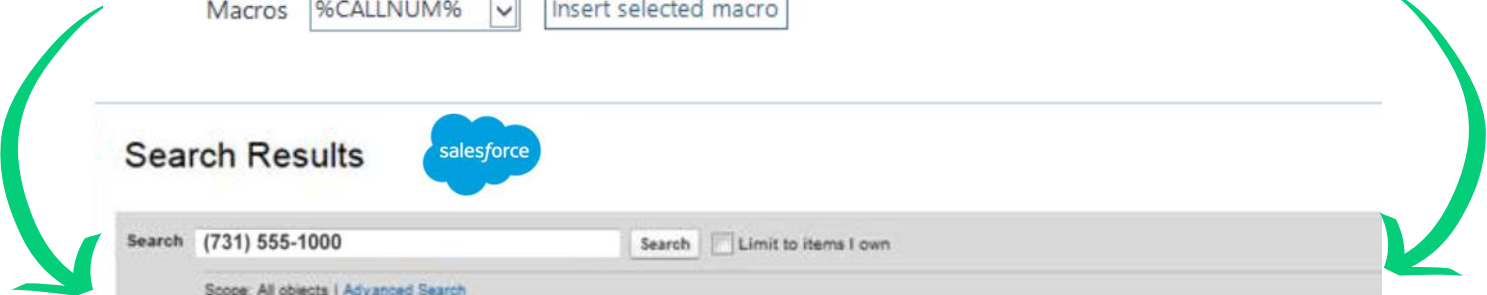 Macros %CALLNUM% Insert selected macro
Search Results salesforce
Search (731) 555-1000 Search Limit to items I own
Scope: All objects | Advanced Search